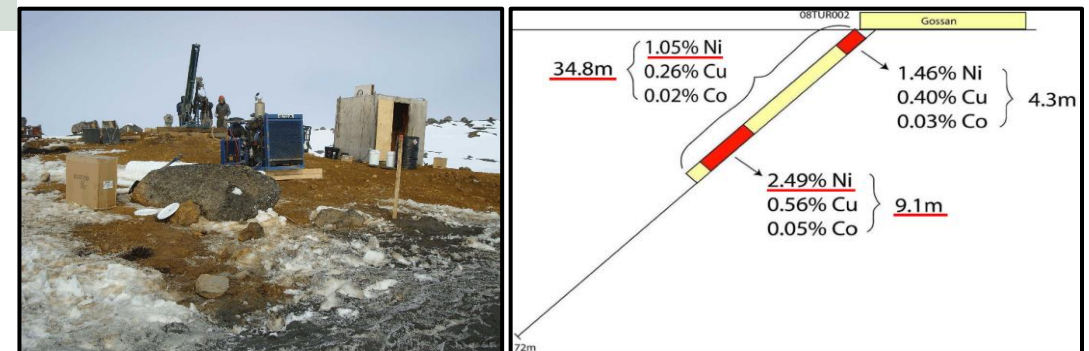 08TUR002
Gossan
34.8m
1.05% Ni
0.26% Cu
0.02% Co
1.46% Ni
0.40% Cu
0.03% Co
4.3m
2.49% Ni
0.56% Cu
0.05% Co
9.1m
72m